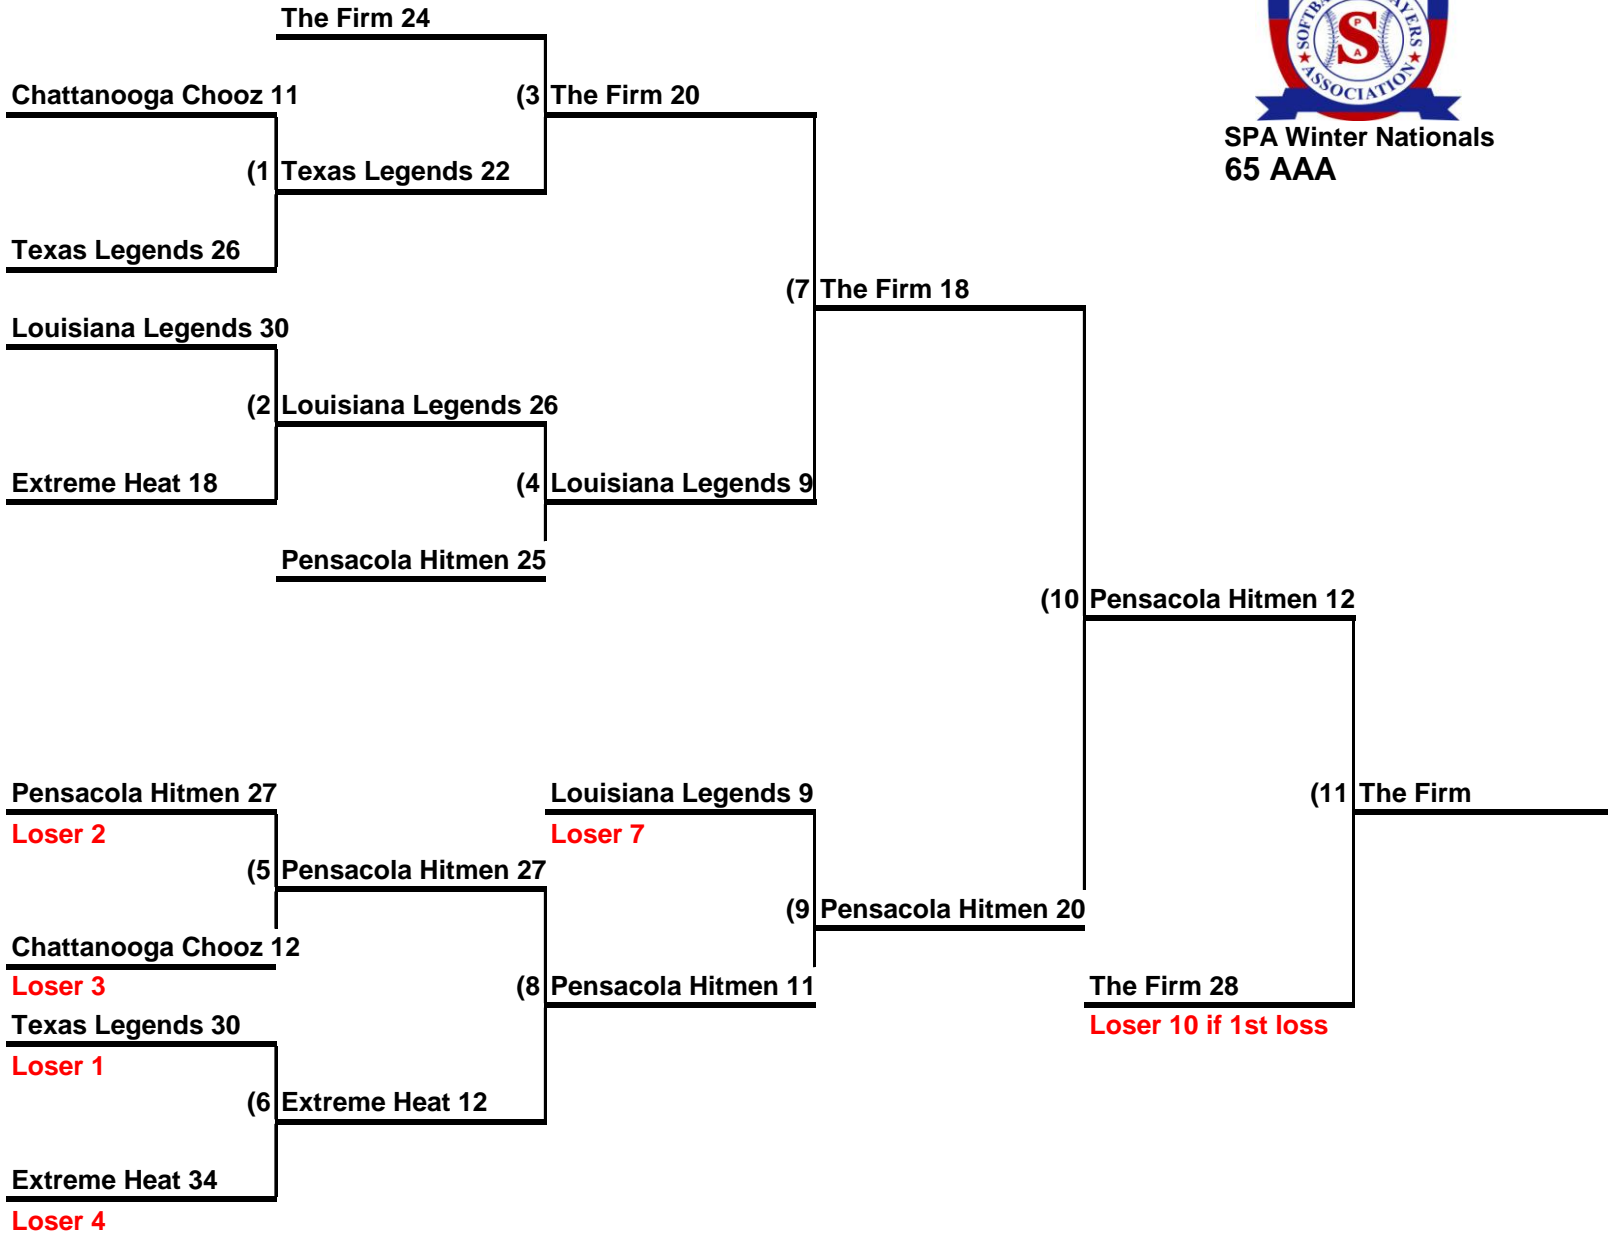 The Firm 24
SOFTBALL PLAYERS
P
S
A
ASSOCIATION
Chattanooga Chooz 11
(3 The Firm 20
SPA Winter Nationals
65 AAA
(1 Texas Legends 22
Texas Legends 26
(7 The Firm 18
Louisiana Legends 30
(2 Louisiana Legends 26
Extreme Heat 18
(4 Louisiana Legends 9
Pensacola Hitmen 25
(10 Pensacola Hitmen 12
Pensacola Hitmen 27
Louisiana Legends 9
(11 The Firm
Loser 2
Loser 7
(5 Pensacola Hitmen 27
(9 Pensacola Hitmen 20
Chattanooga Chooz 12
Loser 3
(8 Pensacola Hitmen 11
The Firm 28
Texas Legends 30
Loser 10 if 1st loss
Loser 1
(6 Extreme Heat 12
Extreme Heat 34
Loser 4